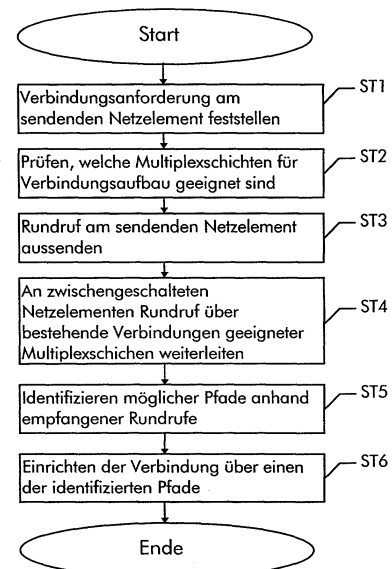 Start
ST1
Verbindungsanforderung am
sendenden Netzelement feststellen
ST2
Prüfen, welche Multiplexschichten für
Verbindungsaufbau geeignet sind
ST3
Rundruf am sendenden Netzelement
aussenden
An zwischengeschalteten
Netzelementen Rundruf über
ST4
bestehende Verbindungen geeigneter
Multiplexschichen weiterleiten
ST5
Identifizieren möglicher Pfade anhand
empfangener Rundrufe
ST6
Einrichten der Verbindung über einen
der identifizierten Pfade
Ende